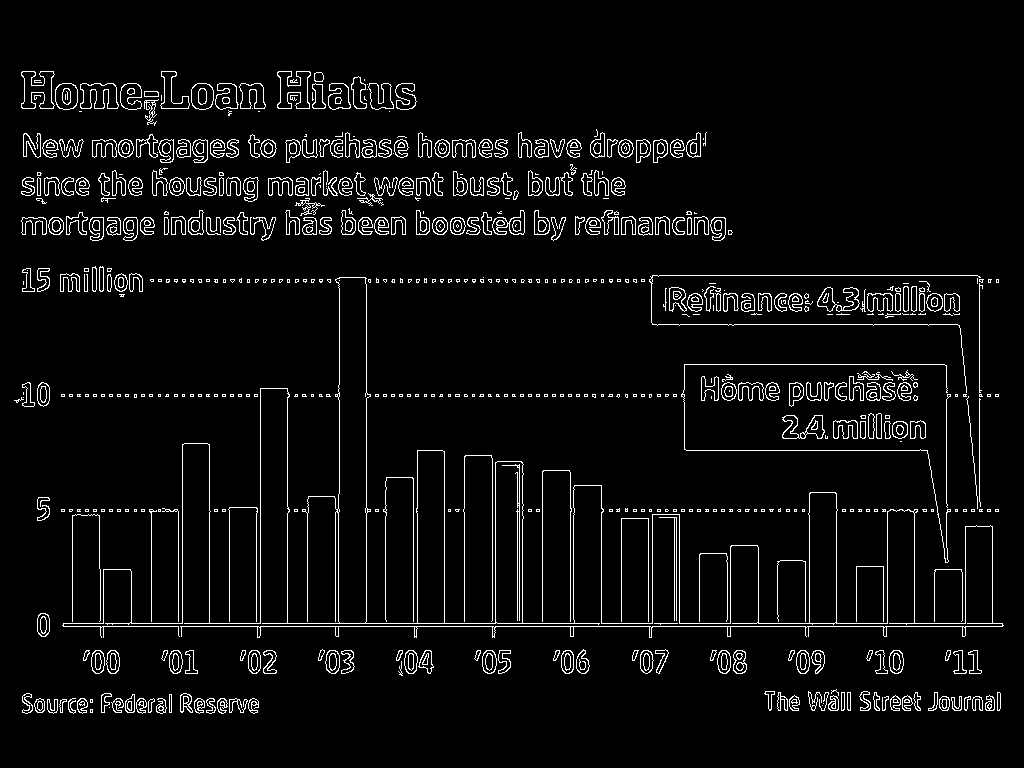 Home-Loan Hiatus
New mortgages to purchase homes have dropped
since the housing market went bust, but the
mortgage industry has been boosted by refinancing.
15 million
Refinance: 4.3 million
10
Home purchase:
2.4 million
5
0
'00 '01 '02 '03 '04 '05 '06 '07 '08 '09 '10 '11
Source: Federal Reserve
The Wall Street Journal